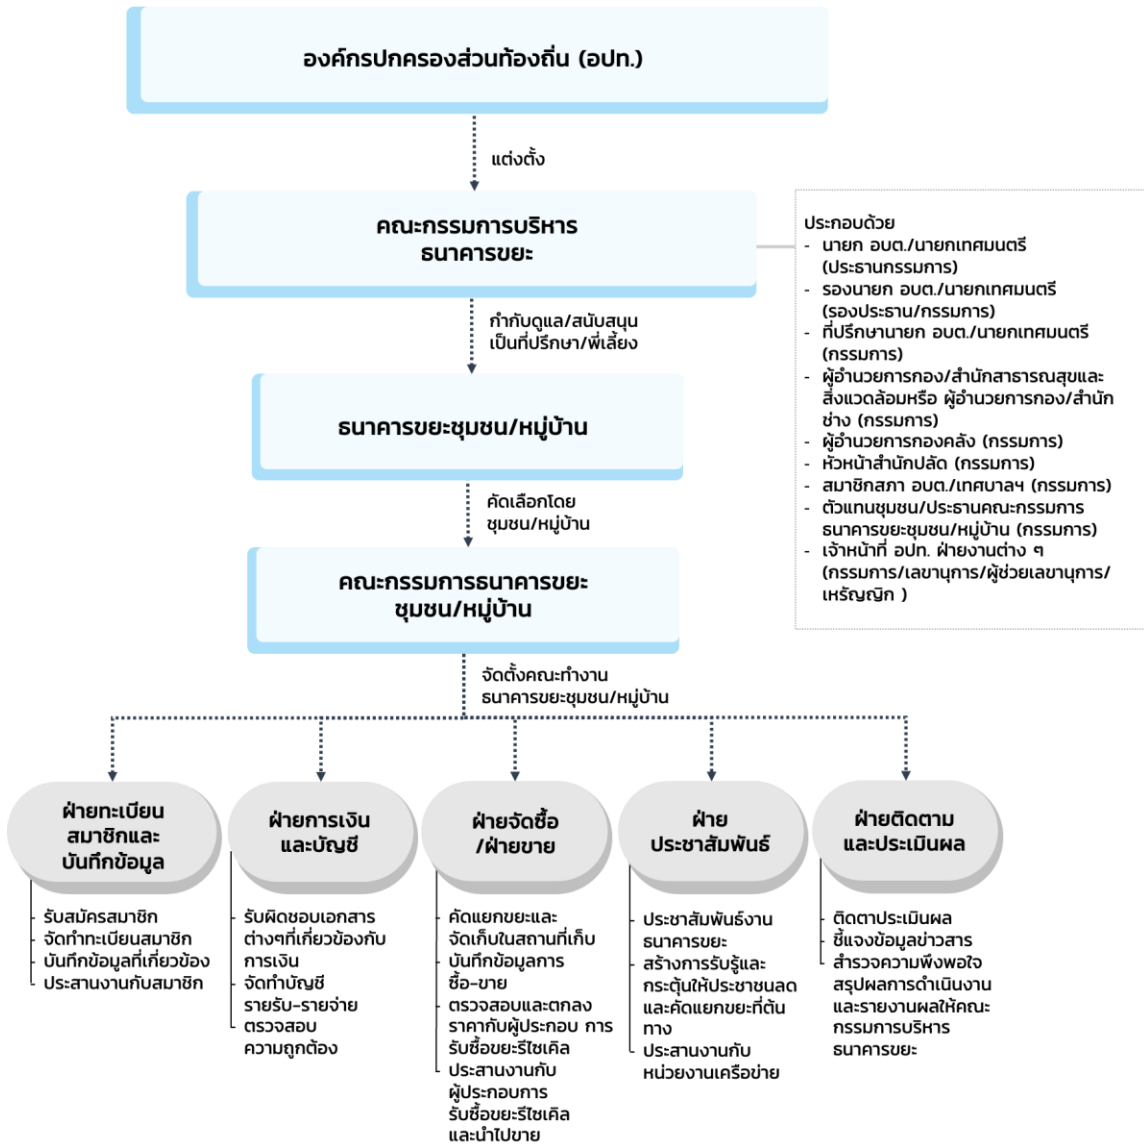 องค์กรปกครองส่วนท้องถิ่น (อปท.)
แต่งตั้ง
คณะกรรมการบริหาร
ธนาคารขยะ
ประกอบด้วย
- นายก อบต./นายกเทศมนตรี
(ประธานกรรมการ)
- รองนายก อบต./นายกเทศมนตรี
(รองประธาน/กรรมการ)
- ที่ปรึกษานายก อบต./นายกเทศมนตรี
(กรรมการ)
- ผู้อำนวยการกอง/สำนักสาธารณสุขและ
สิ่งแวดล้อมหรือ ผู้อำนวยการกอง/สำนัก
ช่าง (กรรมการ)
- ผู้อำนวยการกองคลัง (กรรมการ)
- หัวหน้าสำนักปลัด (กรรมการ)
- สมาชิกสภา อบต./เทศบาลฯ (กรรมการ)
- ตัวแทนชุมชน/ประธานคณะกรรมการ
ธนาคารขยะชุมชน/หมู่บ้าน (กรรมการ)
- เจ้าหน้าที่ อปท. ฝ่ายงานต่าง ๆ
(กรรมการ/เลขานุการ/ผู้ช่วยเลขานุการ/
เหรัญญิก )
กำกับดูแล/สนับสนุน
เป็นที่ปรึกษา/พี่เลี้ยง
ธนาคารขยะชุมชน/หมู่บ้าน
คัดเลือกโดย
ชุมชน/หมู่บ้าน
คณะกรรมการธนาคารขยะ
ชุมชน/หมู่บ้าน
จัดตั้งคณะทำงาน
ธนาคารขยะชุมชน/หมู่บ้าน
ฝ่ายทะเบียน
สมาชิกและ
บันทึกข้อมูล
- รับสมัครสมาชิก
- จัดทำทะเบียนสมาชิก
- บันทึกข้อมูลที่เกี่ยวข้อง
- ประสานงานกับสมาชิก
ฝ่ายการเงิน
และบัญชี
- รับผิดชอบเอกสาร
ต่างๆที่เกี่ยวข้องกับ
การเงิน
- จัดทำบัญชี
รายรับ-รายจ่าย
- ตรวจสอบ
ความถูกต้อง
ฝ่ายจัดซื้อ
/ฝ่ายขาย
- คัดแยกขยะและ
จัดเก็บในสถานที่เก็บ
- บันทึกข้อมูลการ
ซื้อ-ขาย
- ตรวจสอบและตกลง
ราคากับผู้ประกอบ การ
รับซื้อขยะรีไซเคิล
- ประสานงานกับ
ผู้ประกอบการ
รับซื้อขยะรีไซเคิล
และนำไปขาย
ฝ่าย
ประชาสัมพันธ์
- ประชาสัมพันธ์งาน
ธนาคารขยะ
- สร้างการรับรู้และ
กระตุ้นให้ประชาชนลด
และคัดแยกขยะที่ต้น
ทาง
- ประสานงานกับ
หน่วยงานเครือข่าย
ฝ่ายติดตาม
และประเมินผล
- ติดตาประเมินผล
- ชี้แจงข้อมูลข่าวสาร
- สำรวจความพึงพอใจ
สรุปผลการดำเนินงาน
และรายงานผลให้คณะ
กรรมการบริหาร
ธนาคารขยะ